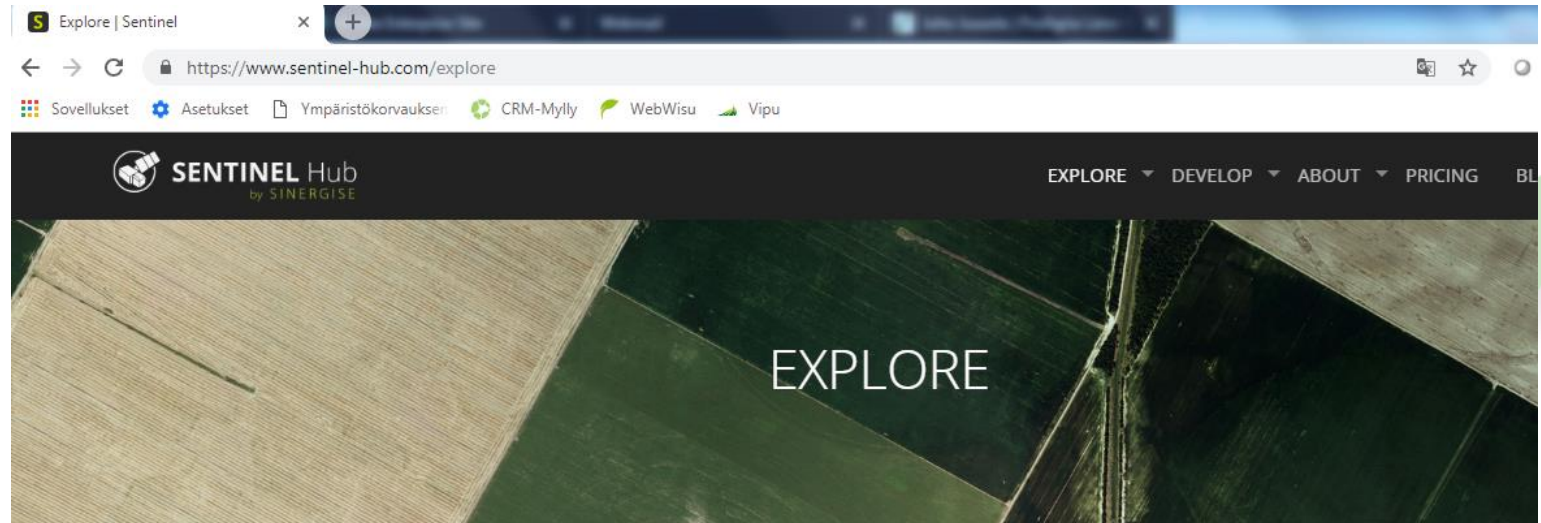 Explore | Sentinel
https://www.sentinel-hub.com/explore
Sovellukset Asetukset Ympäristökorvauksen CRM-Mylly WebWisu Vipu
SENTINEL Hub EXPLORE DEVELOP ABOUT PRICING BL
by SINERGISE
EXPLORE